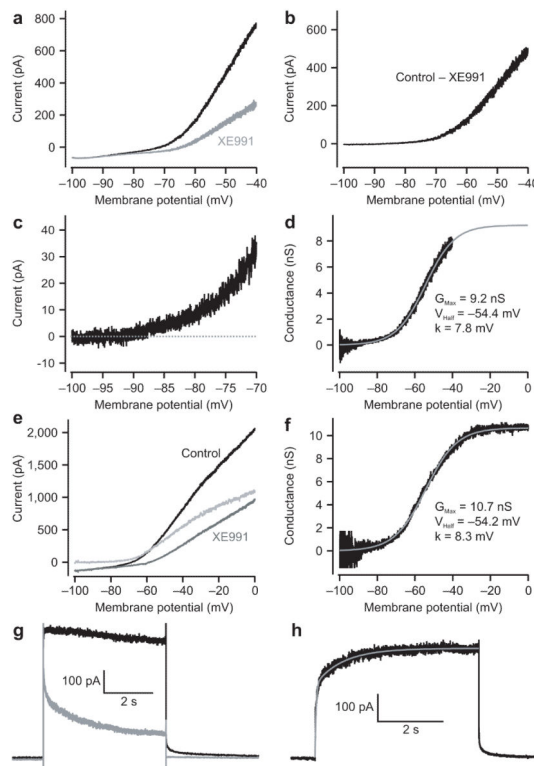 a
800
600
400
200
0
Current (pA)
XE991
–100 –90 –80 –70 –60 –50 –40
Membrane potential (mV)
b
600
400
200
0
Current (pA)
Control – XE991
–100 –90 –80 –70 –60 –50 –40
Membrane potential (mV)
c
40
30
20
10
0
–10
Current (pA)
–100 –95 –90 –85 –80 –75 –70
Membrane potential (mV)
d
8
6
4
2
0
Conductance (nS)
GMax = 9.2 nS
VHalf = –54.4 mV
k = 7.8 mV
–100 –80 –60 –40 –20 0
Membrane potential (mV)
e
2,000
1,500
1,000
500
0
Current (pA)
Control
XE991
–100 –80 –60 –40 –20 0
Membrane potential (mV)
f
10
5
0
Conductance (nS)
GMax = 10.7 nS
VHalf = –54.2 mV
k = 8.3 mV
–100 –80 –60 –40 –20 0
Membrane potential (mV)
g
100 pA
2 s
h
100 pA
2 s